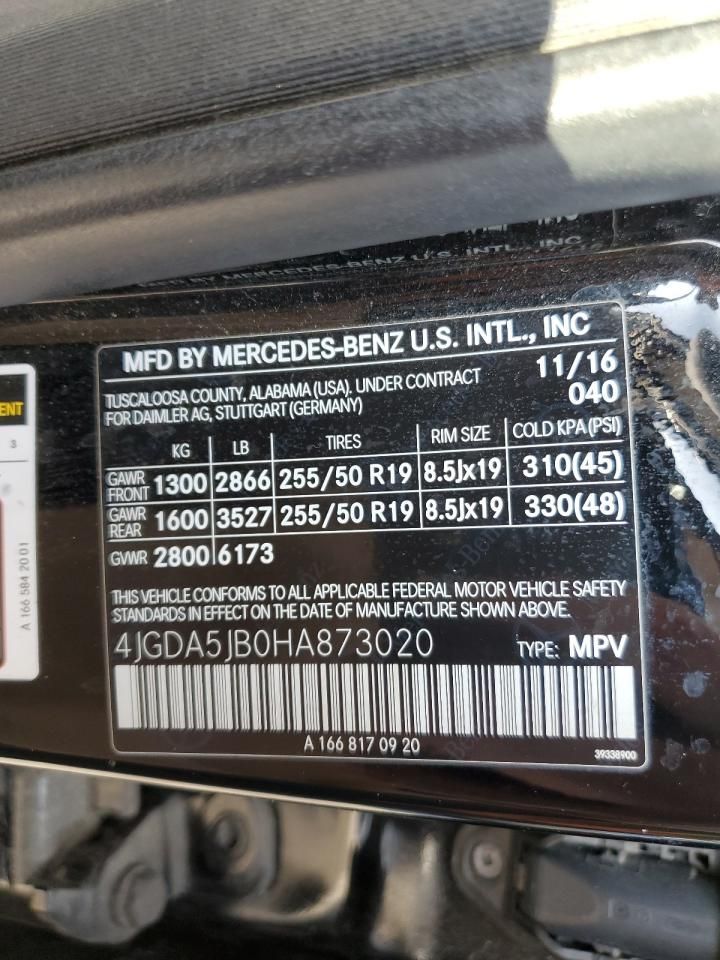 MFD BY MERCEDES-BENZ U.S. INTL., INC
TUSCALOOSA COUNTY, ALABAMA (USA). UNDER CONTRACT 11/16
FOR DAIMLER AG, STUTTGART (GERMANY) 040
KG LB TIRES RIM SIZE COLD KPA (PSI)
GAWR FRONT 1300 2866 255/50 R19 8.5Jx19 310(45)
GAWR REAR 1600 3527 255/50 R19 8.5Jx19 330(48)
GVWR 2800 6173
THIS VEHICLE CONFORMS TO ALL APPLICABLE FEDERAL MOTOR VEHICLE SAFETY
STANDARDS IN EFFECT ON THE DATE OF MANUFACTURE SHOWN ABOVE.
4JGDA5JB0HA873020 TYPE: MPV
A 166 817 09 20
39338900
3
A 166 584 20 01